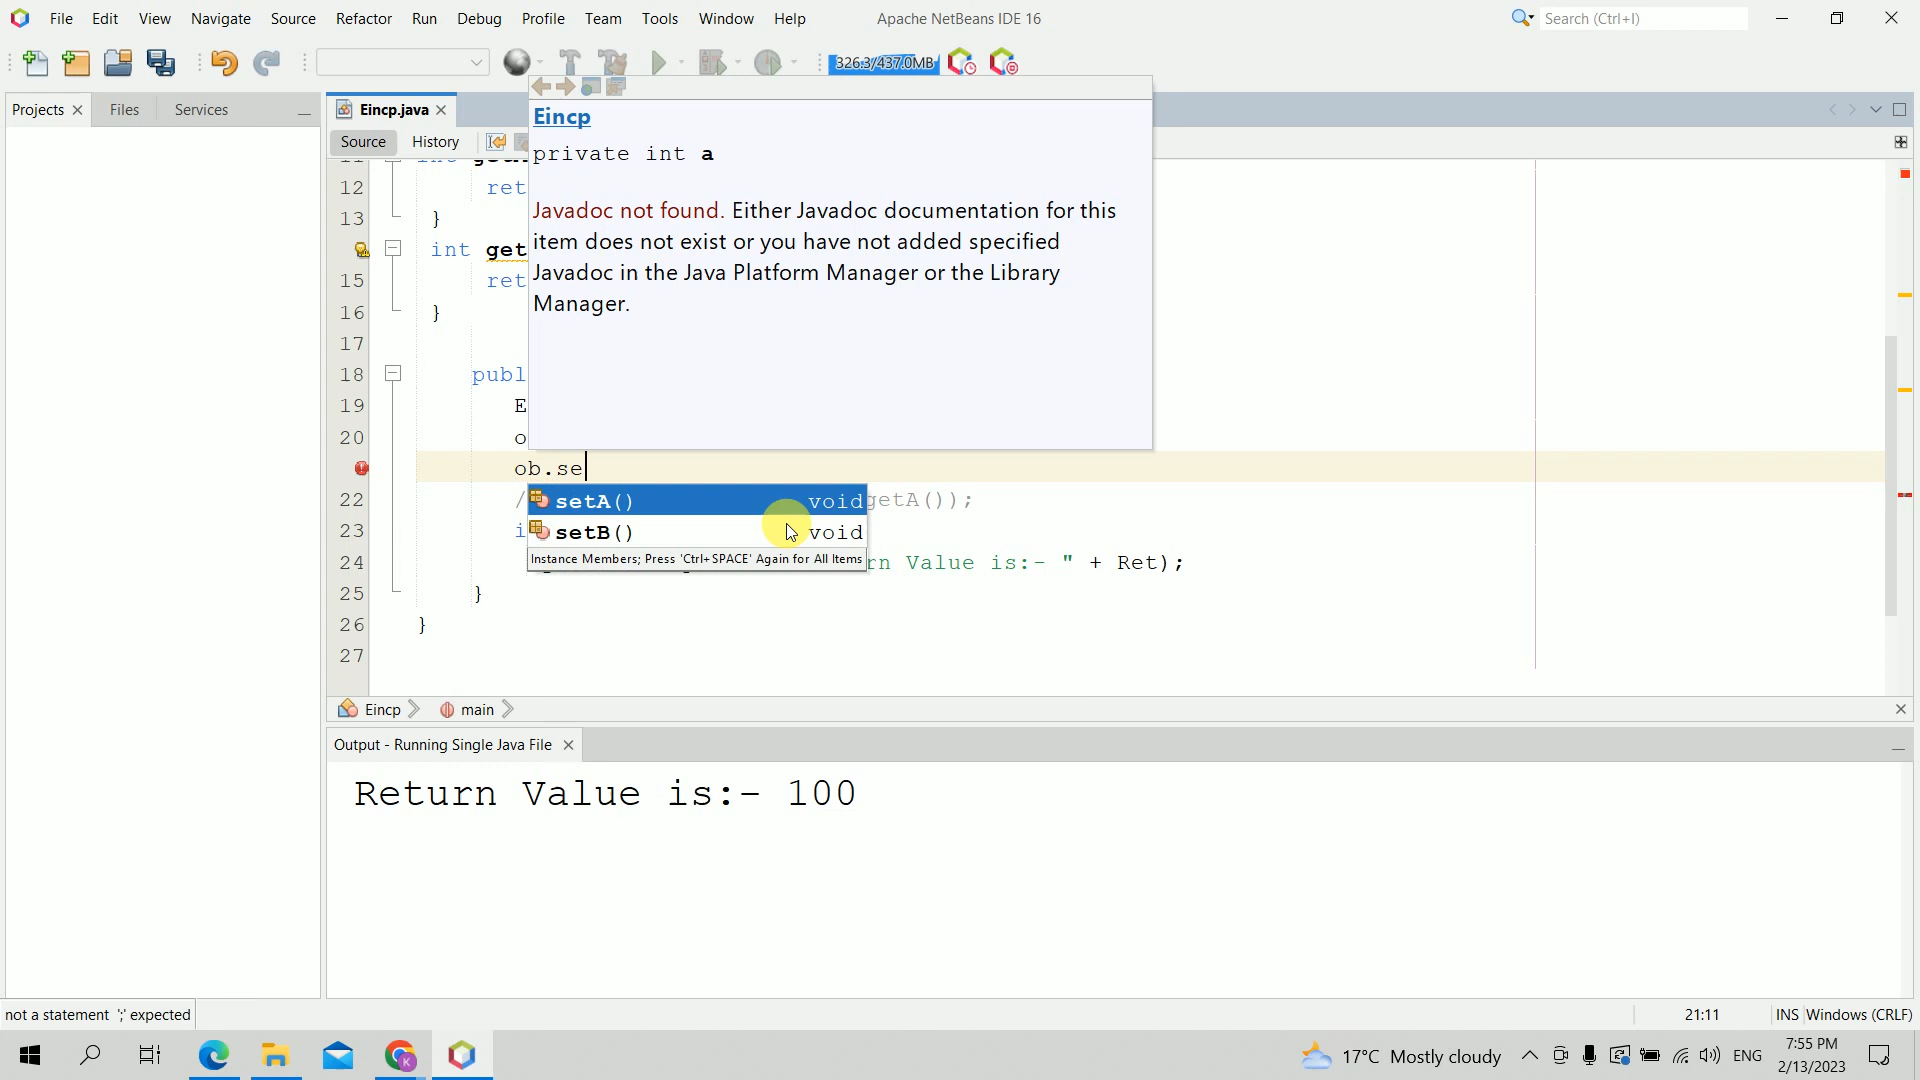 File Edit View Navigate Source Refactor Run Debug Profile Team Tools Window Help Apache NetBeans IDE 16 Search (Ctrl+I)
326.3/437.0MB
Projects Files Services Eincp.java
Source History
Eincp
private int a
Javadoc not found. Either Javadoc documentation for this
item does not exist or you have not added specified
Javadoc in the Java Platform Manager or the Library
Manager.
12 ret
13 }
int get
15 ret
16 }
17
18 publ
19 E
20 o
ob.se
22 / getA());
setA() void
23 i
setB() void
Instance Members; Press 'Ctrl+SPACE' Again for All Items
24 rn Value is:- " + Ret);
25 }
26 }
27
Eincp main
Output - Running Single Java File
Return Value is:- 100
not a statement ';' expected 21:11 INS Windows (CRLF)
17°C Mostly cloudy ENG 7:55 PM
2/13/2023